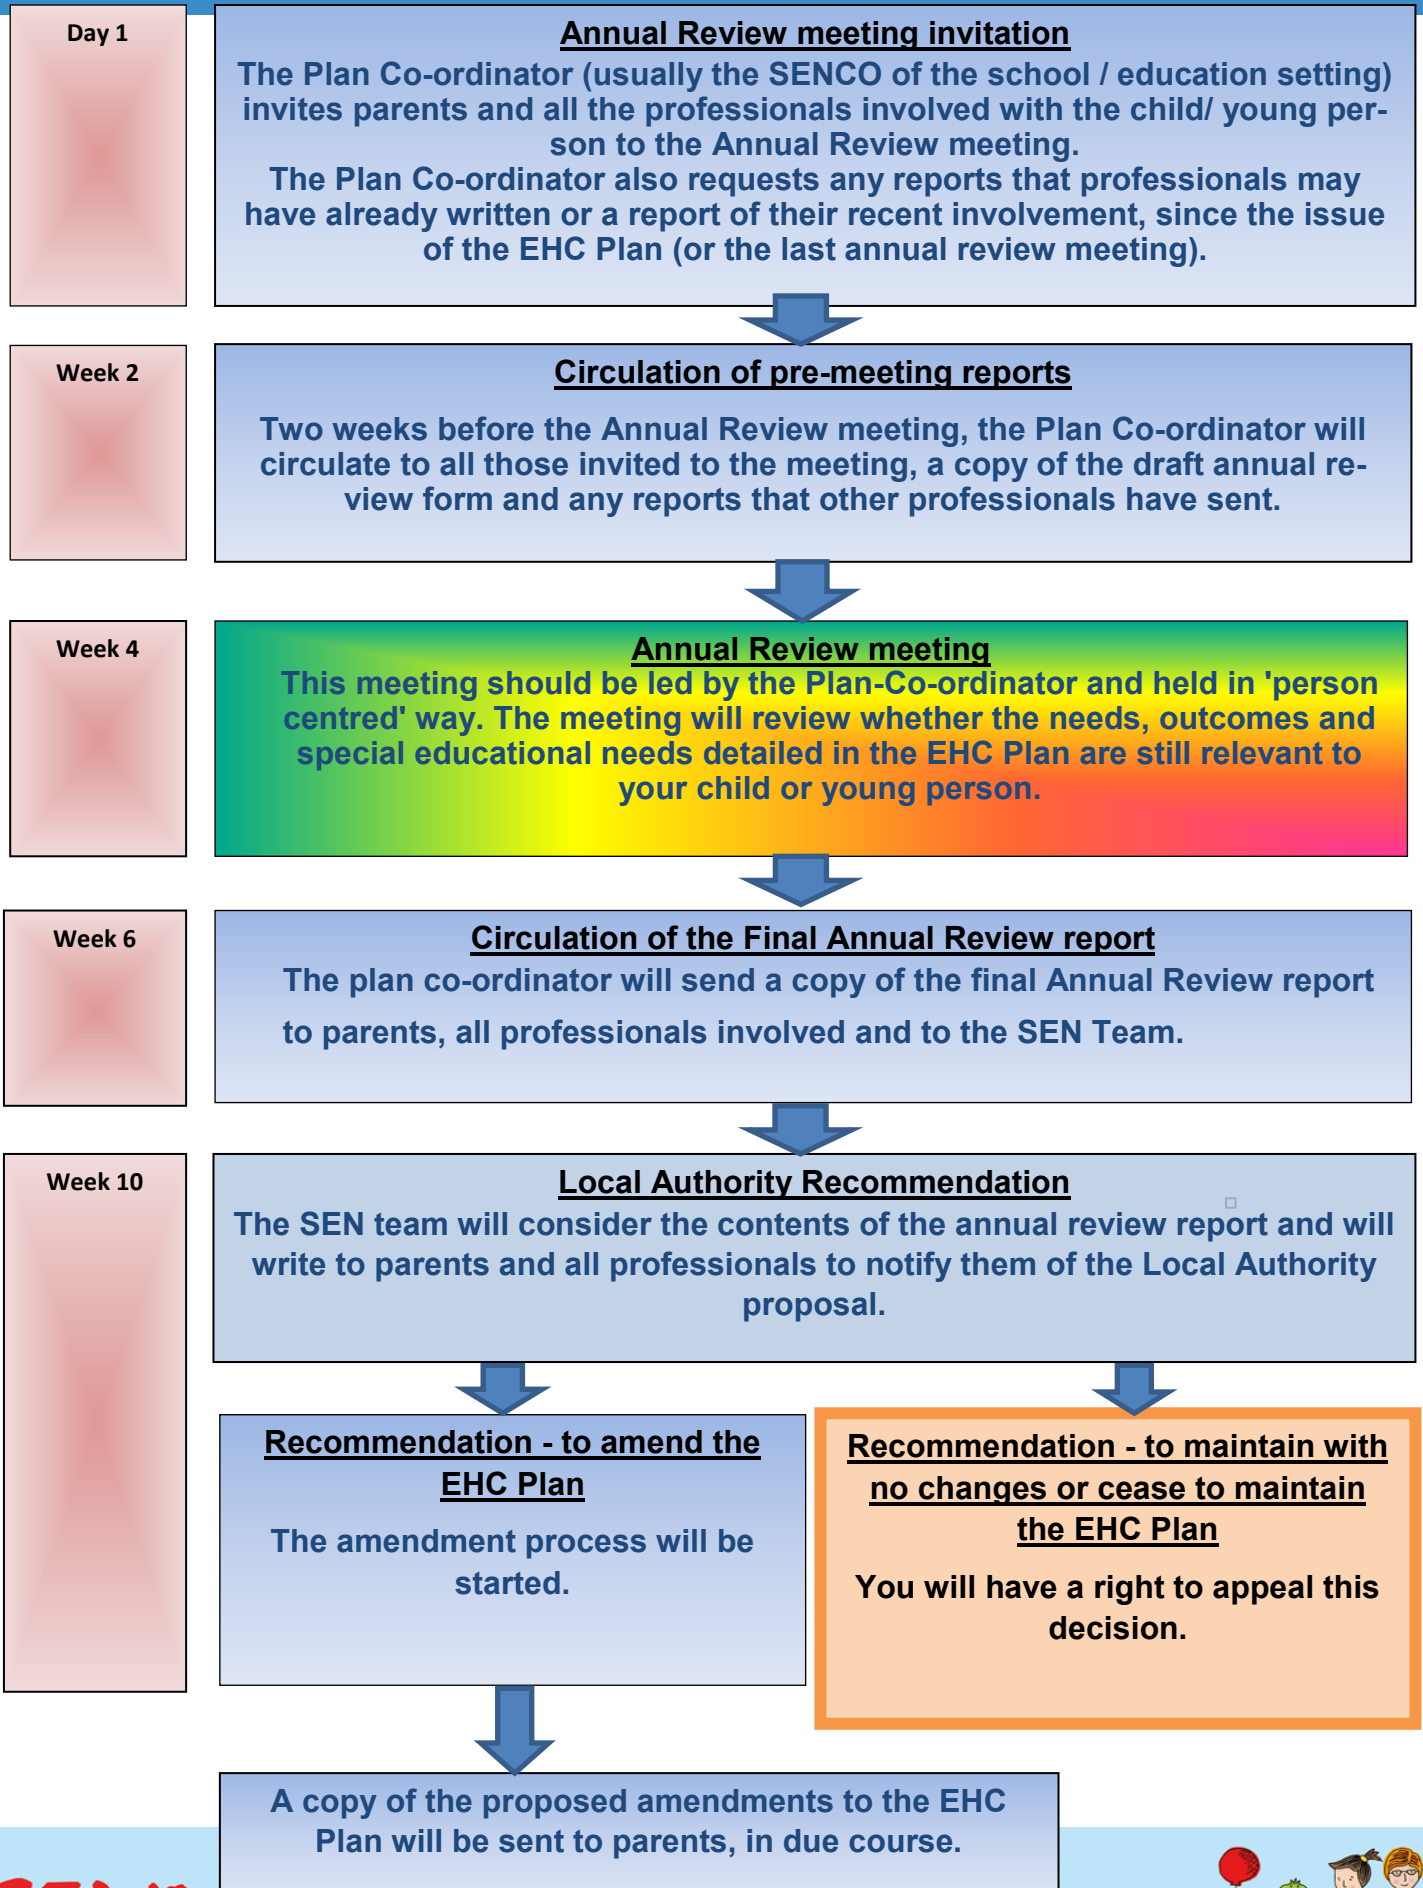 Day 1
Annual Review meeting invitation
The Plan Co-ordinator (usually the SENCO of the school / education setting)
invites parents and all the professionals involved with the child/ young per-
son to the Annual Review meeting.
The Plan Co-ordinator also requests any reports that professionals may
have already written or a report of their recent involvement, since the issue
of the EHC Plan (or the last annual review meeting).
Week 2
Circulation of pre-meeting reports
Two weeks before the Annual Review meeting, the Plan Co-ordinator will
circulate to all those invited to the meeting, a copy of the draft annual re-
view form and any reports that other professionals have sent.
Week 4
Annual Review meeting
This meeting should be led by the Plan-Co-ordinator and held in 'person
centred' way. The meeting will review whether the needs, outcomes and
special educational needs detailed in the EHC Plan are still relevant to
your child or young person.
Week 6
Circulation of the Final Annual Review report
The plan co-ordinator will send a copy of the final Annual Review report
to parents, all professionals involved and to the SEN Team.
Week 10
Local Authority Recommendation
The SEN team will consider the contents of the annual review report and will
write to parents and all professionals to notify them of the Local Authority
proposal.
Recommendation - to amend the
EHC Plan
The amendment process will be
started.
Recommendation - to maintain with
no changes or cease to maintain
the EHC Plan
You will have a right to appeal this
decision.
A copy of the proposed amendments to the EHC
Plan will be sent to parents, in due course.